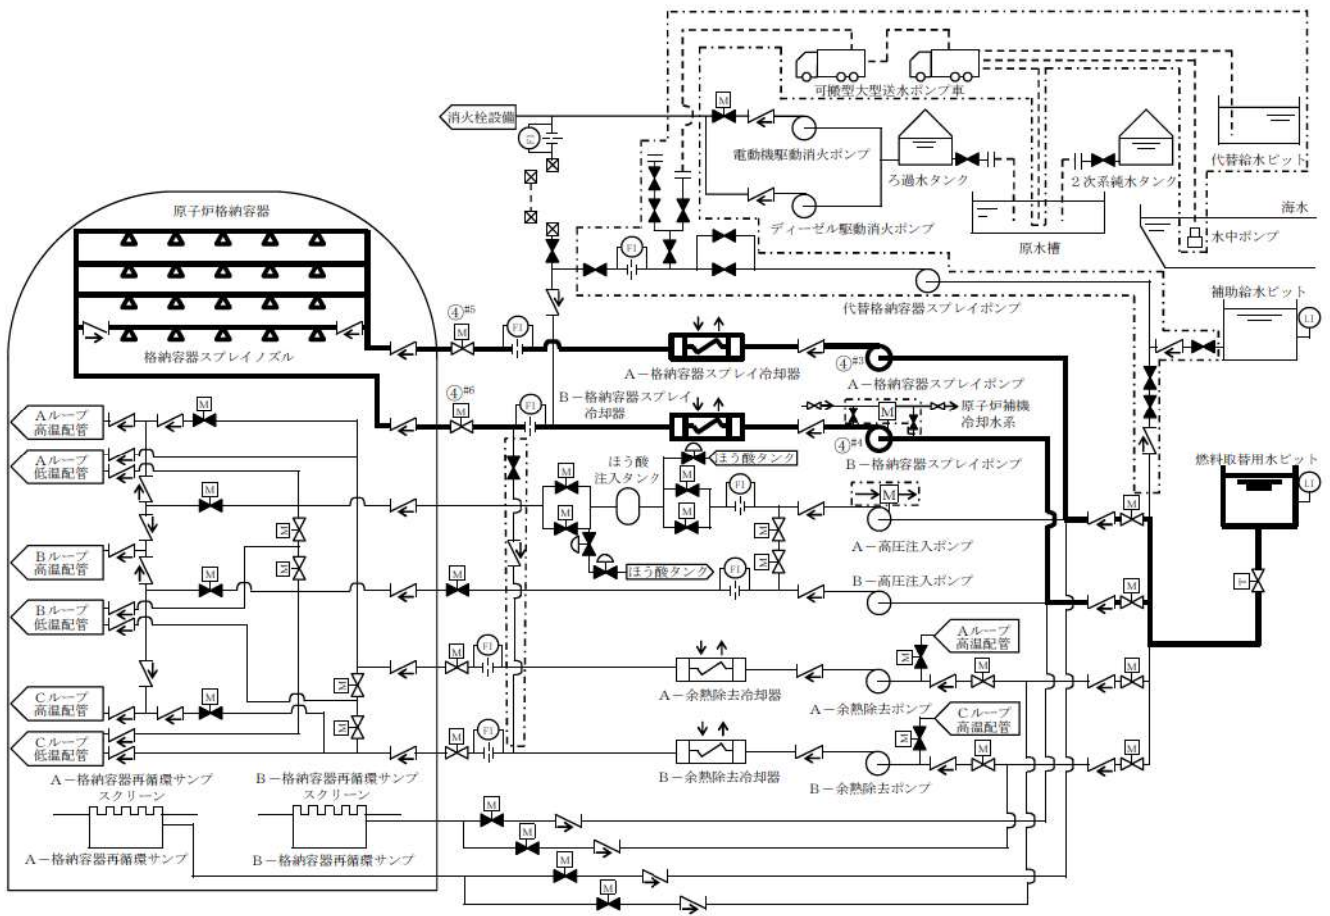 可搬型大型送水ポンプ車
消火栓設備
M
FI
電動機駆動消火ポンプ
ろ過水タンク
2次系純水タンク
代替給水ピット
原子炉格納容器
ディーゼル駆動消火ポンプ
原水槽
海水
水中ポンプ
FI
代替格納容器スプレイポンプ
補助給水ピット
LI
④#5
M
FI
格納容器スプレイノズル
A-格納容器スプレイ冷却器
④#3
A-格納容器スプレイポンプ
④#6
M
B-格納容器スプレイ
冷却器
FI
M
原子炉補機
冷却水系
④#4
B-格納容器スプレイポンプ
Aループ
高温配管
M
Aループ
低温配管
ほう酸
注入タンク
ほう酸タンク
燃料取替用水ピット
LI
M
M
M
FI
M
M
M
M
M
M
A-高圧注入ポンプ
Bループ
高温配管
M
M
ほう酸タンク
FI
M
B-高圧注入ポンプ
T
M
M
Bループ
低温配管
M
FI
Aループ
高温配管
M
M
M
M
A-余熱除去冷却器
A-余熱除去ポンプ
Cループ
高温配管
M
M
M
FI
Cループ
高温配管
M
M
M
Cループ
低温配管
B-余熱除去冷却器
B-余熱除去ポンプ
A-格納容器再循環サンプ
スクリーン
B-格納容器再循環サンプ
スクリーン
M
M
A-格納容器再循環サンプ
B-格納容器再循環サンプ
M
M